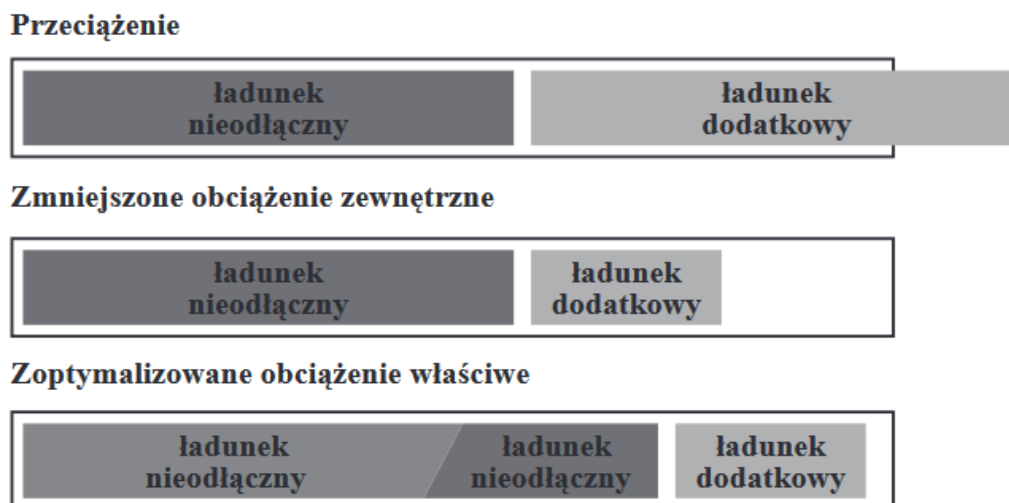 Przeciążenie
ładunek
nieodłączny
ładunek
dodatkowy
Zmniejszone obciążenie zewnętrzne
ładunek
nieodłączny
ładunek
dodatkowy
Zoptymalizowane obciążenie właściwe
ładunek
nieodłączny
ładunek
nieodłączny
ładunek
dodatkowy